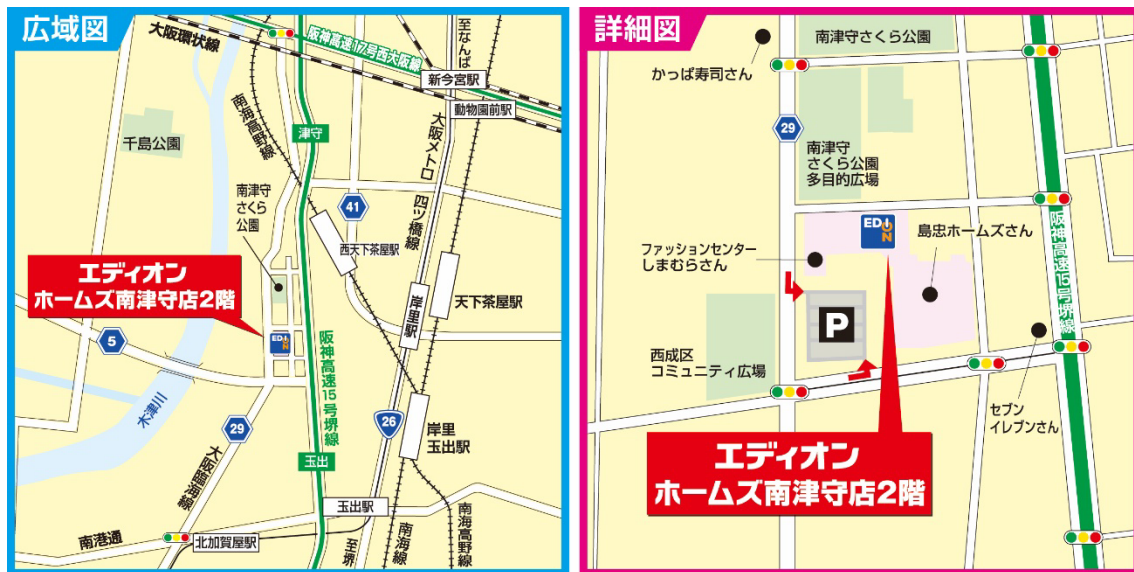 広域図
大阪環状線
阪神高速17号西大阪線
至なんば
新今宮駅
動物園前駅
南海高野線
大阪メトロ 四ツ橋線
千島公園
津守
南津守
さくら
公園
41
西天下茶屋駅
エディオン
ホームズ南津守店2階
天下茶屋駅
岸里駅
5
EDION
阪神高速15号堺線
三津木
29
26
岸里
玉出駅
大阪臨海線
玉出
玉出駅
南港通
北加賀屋駅
至堺
南海線
南海高野線
詳細図
南津守さくら公園
かっぱ寿司さん
29
南津守
さくら公園
多目的広場
EDION
島忠ホームズさん
ファッションセンター
しまむらさん
阪神高速15号堺線
P
西成区
コミュニティ広場
セブン
イレブンさん
エディオン
ホームズ南津守店2階